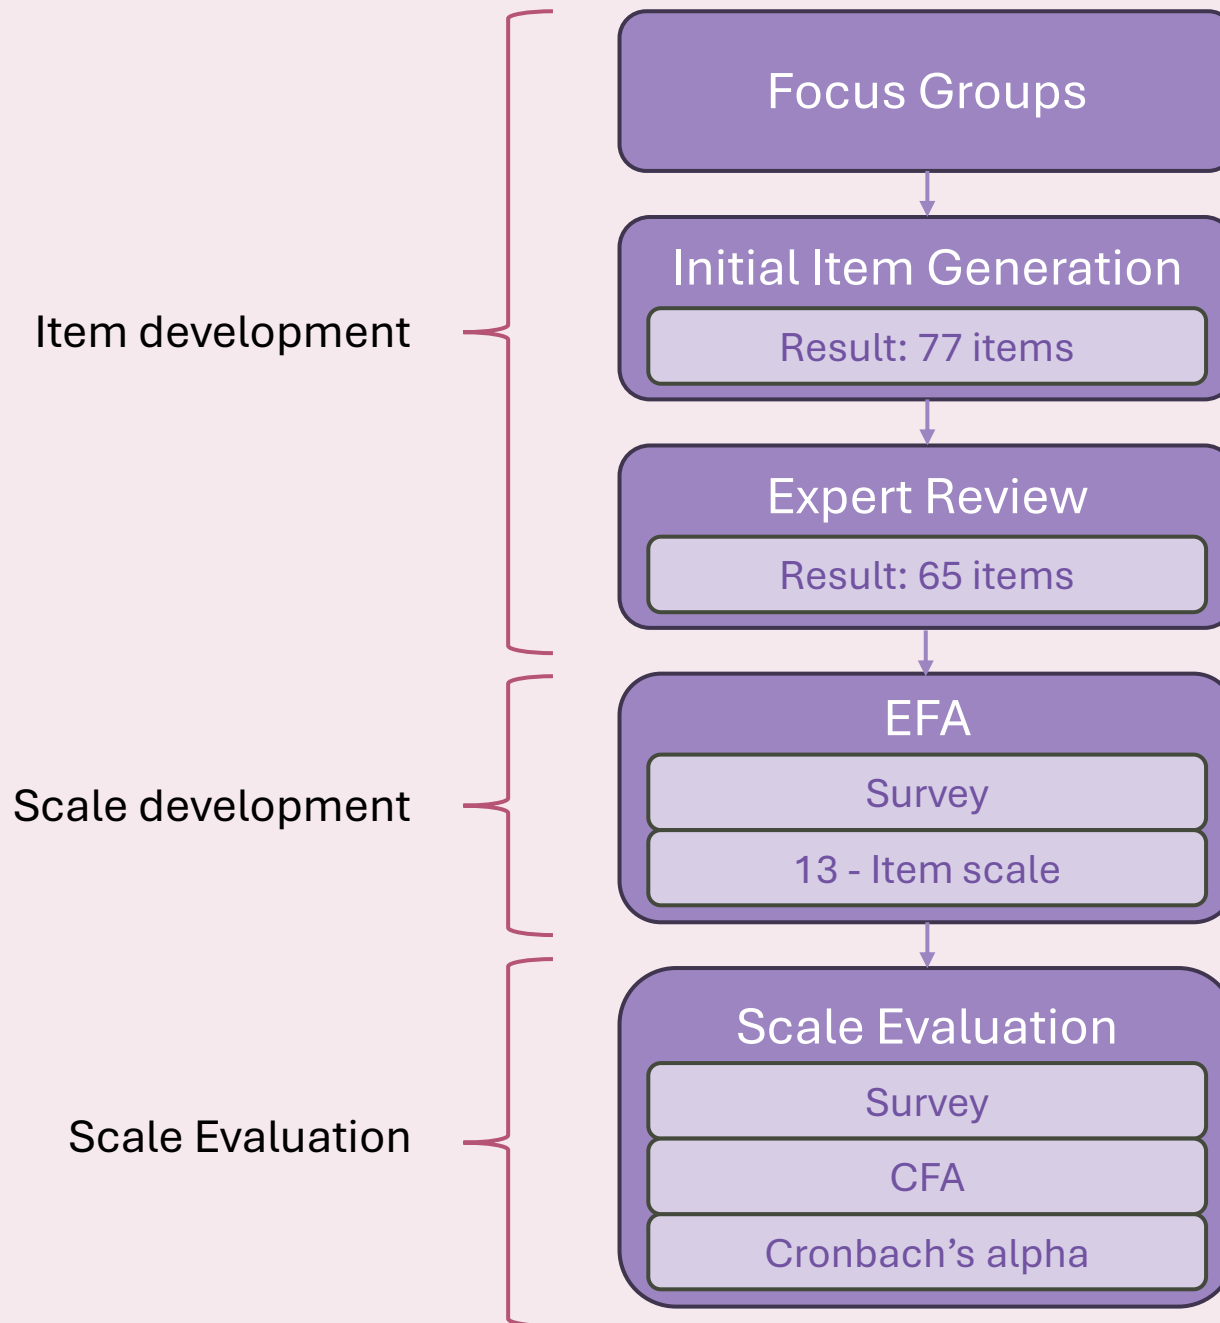 Item development
Focus Groups
Initial Item Generation
Result: 77 items
Expert Review
Result: 65 items
Scale development
EFA
Survey
13 - Item scale
Scale Evaluation
Scale Evaluation
Survey
CFA
Cronbach’s alpha